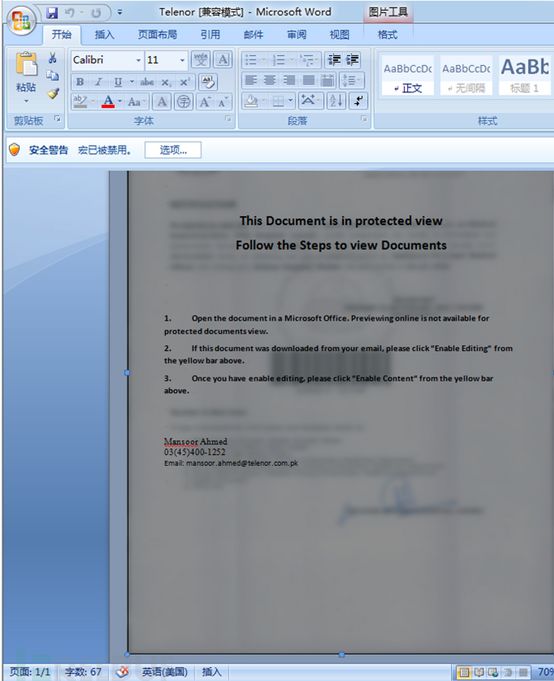 Telenor [兼容模式] - Microsoft Word
图片工具
开始 插入 页面布局 引用 邮件 审阅 视图 格式
粘贴
Calibri 11
B I U abe x₂ x² Aa A A A
剪贴板 字体 段落 样式
AaBbCcDc AaBbCcDc AaBb
正文 无间隔 标题 1
安全警告 宏已被禁用。 选项...
This Document is in protected view
Follow the Steps to view Documents
1. Open the document in a Microsoft Office. Previewing online is not available for
protected documents view.
2. If this document was downloaded from your email, please click "Enable Editing" from
the yellow bar above.
3. Once you have enable editing, please click "Enable Content" from the yellow bar
above.
Mansoor Ahmed
03(45)400-1252
Email: mansoor.ahmed@telenor.com.pk
页面: 1/1 字数: 67 英语(美国) 插入 70%